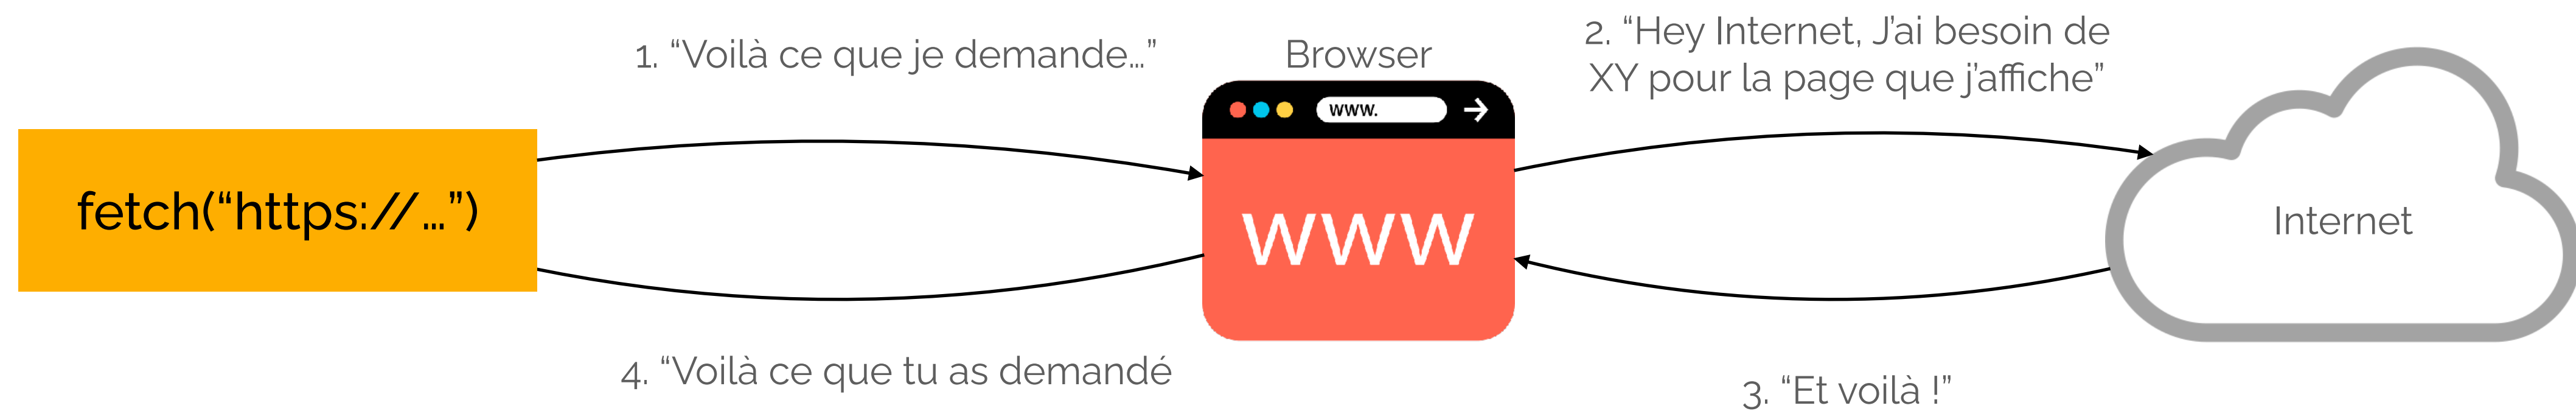 1. “Voilà ce que je demande…”
Browser
2. “Hey Internet, J’ai besoin de
XY pour la page que j’affiche”
www.
fetch(“https://…”)
WWW
Internet
4. “Voilà ce que tu as demandé
3. “Et voilà !”